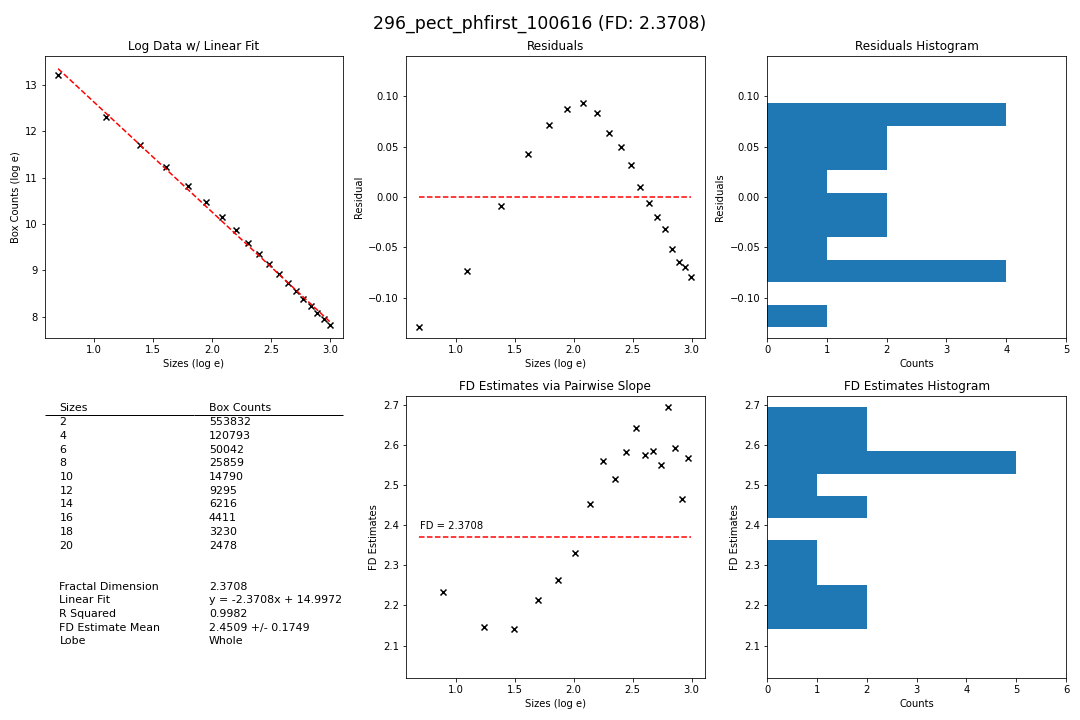 296_pect_phfirst_100616 (FD: 2.3708)
Log Data w/ Linear Fit
Box Counts (log e)
13
12
11
10
9
8
1.0 1.5 2.0 2.5 3.0
Sizes (log e)
Residuals
Residual
0.10
0.05
0.00
−0.05
−0.10
1.0 1.5 2.0 2.5 3.0
Sizes (log e)
Residuals Histogram
Residuals
0.10
0.05
0.00
−0.05
−0.10
0 1 2 3 4 5
Counts
Sizes Box Counts
2 553832
4 120793
6 50042
8 25859
10 14790
12 9295
14 6216
16 4411
18 3230
20 2478
Fractal Dimension 2.3708
Linear Fit y = -2.3708x + 14.9972
R Squared 0.9982
FD Estimate Mean 2.4509 +/- 0.1749
Lobe Whole
FD Estimates via Pairwise Slope
FD Estimates
2.7
2.6
2.5
2.4
2.3
2.2
2.1
FD = 2.3708
1.0 1.5 2.0 2.5 3.0
Sizes (log e)
FD Estimates Histogram
FD Estimates
2.7
2.6
2.5
2.4
2.3
2.2
2.1
0 1 2 3 4 5 6
Counts